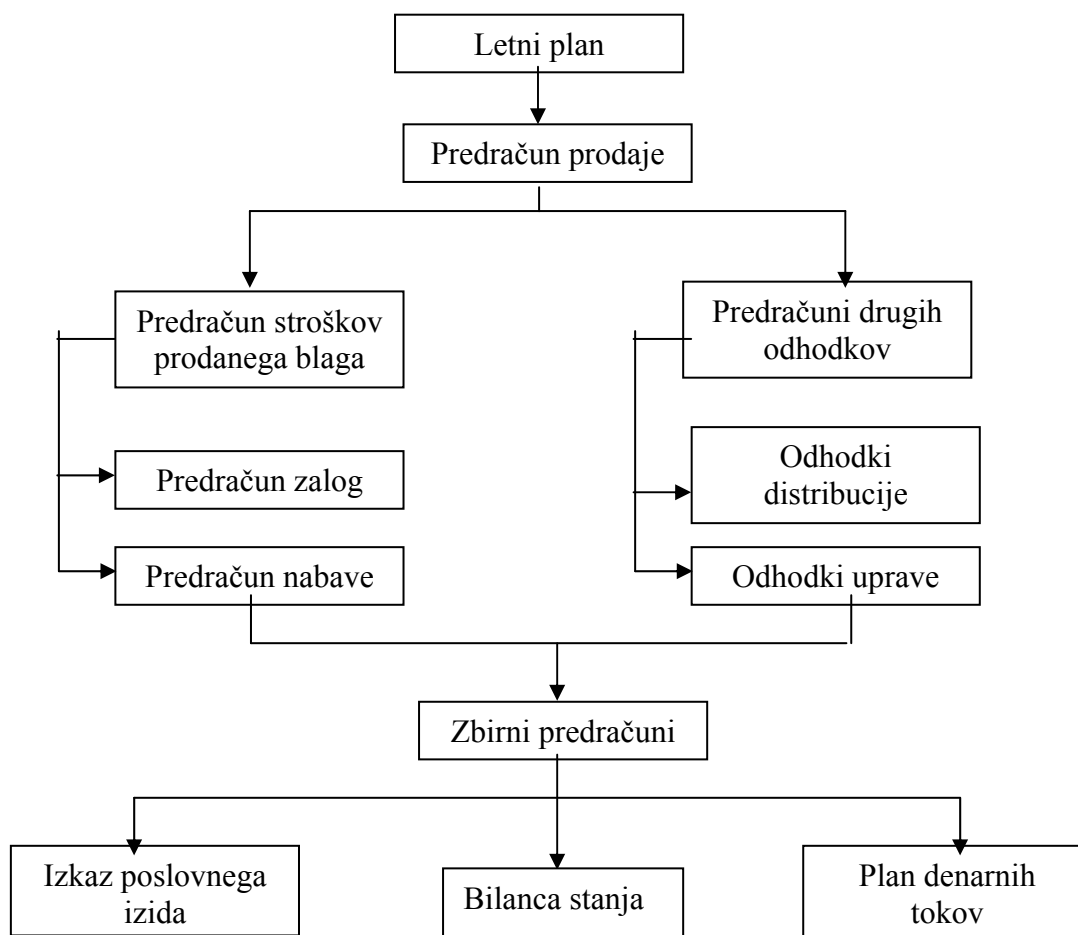 Letni plan
Predračun prodaje
Predračun stroškov
prodanega blaga
Predračuni drugih
odhodkov
Predračun zalog
Odhodki
distribucije
Predračun nabave
Odhodki uprave
Zbirni predračuni
Izkaz poslovnega
izida
Bilanca stanja
Plan denarnih
tokov